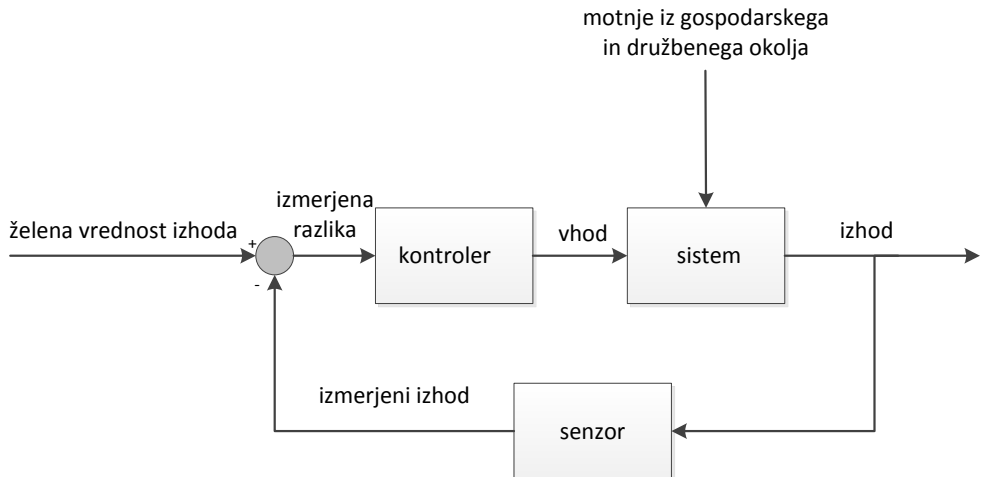 motnje iz gospodarskega
in družbenega okolja
želena vrednost izhoda
+
-
izmerjena
razlika
kontroler
vhod
sistem
izhod
izmerjeni izhod
senzor